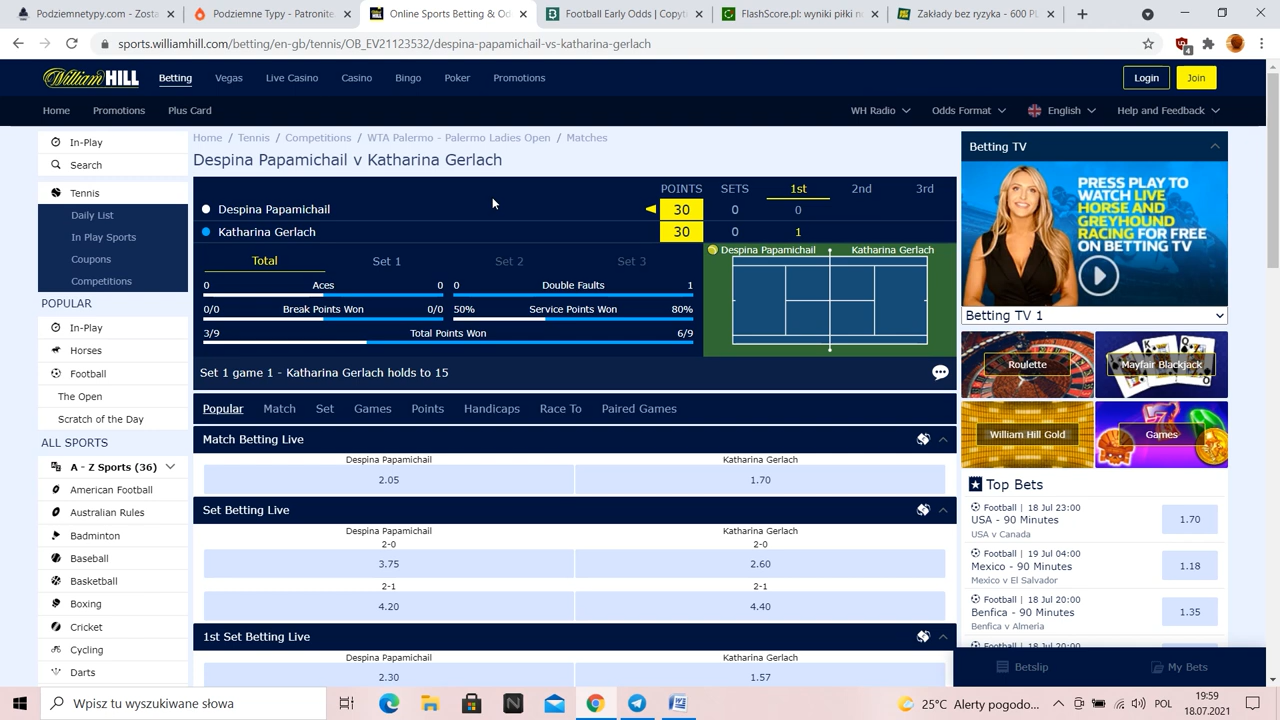 Podziemnetypy.com - Zosta
Podziemne Typy - Patronite
Online Sports Betting & Od
Football Early Odds | Copyt
FlashScore.pl: wyniki piłki n
Zakłady bez ryzyka - 600 PL
sports.williamhill.com/betting/en-gb/tennis/OB_EV21123532/despina-papamichail-vs-katharina-gerlach
4
William HILL
Betting
Vegas
Live Casino
Casino
Bingo
Poker
Promotions
Login
Join
Home
Promotions
Plus Card
WH Radio
Odds Format
English
Help and Feedback
In-Play
Search
Tennis
Daily List
In Play Sports
Coupons
Competitions
POPULAR
In-Play
Horses
Football
The Open
Scratch of the Day
ALL SPORTS
A - Z Sports (36)
American Football
Australian Rules
Badminton
Baseball
Basketball
Boxing
Cricket
Cycling
Darts
Home / Tennis / Competitions / WTA Palermo - Palermo Ladies Open / Matches
Despina Papamichail v Katharina Gerlach
POINTS SETS 1st 2nd 3rd
Despina Papamichail 30 0 0
Katharina Gerlach 30 0 1
Total Set 1 Set 2 Set 3
0 Aces 0 0 Double Faults 1
0/0 Break Points Won 0/0 50% Service Points Won 80%
3/9 Total Points Won 6/9
Despina Papamichail Katharina Gerlach
Set 1 game 1 - Katharina Gerlach holds to 15
Popular Match Set Games Points Handicaps Race To Paired Games
Match Betting Live
Despina Papamichail Katharina Gerlach
2.05 1.70
Set Betting Live
Despina Papamichail Katharina Gerlach
2-0 2-0
3.75 2.60
2-1 2-1
4.20 4.40
1st Set Betting Live
Despina Papamichail Katharina Gerlach
2.30 1.57
Betting TV
PRESS PLAY TO
WATCH LIVE
HORSE AND
GREYHOUND
RACING FOR FREE
ON BETTING TV
Betting TV 1
Roulette
Mayfair Blackjack
William Hill Gold
Games
Top Bets
Football | 18 Jul 23:00
USA - 90 Minutes
USA v Canada
1.70
Football | 19 Jul 04:00
Mexico - 90 Minutes
Mexico v El Salvador
1.18
Football | 18 Jul 20:00
Benfica - 90 Minutes
Benfica v Almeria
1.35
Football | 18 Jul 20:00
Betslip
My Bets
Wpisz tu wyszukiwane słowa
25°C Alerty pogodo...
POL
19:59
18.07.2021